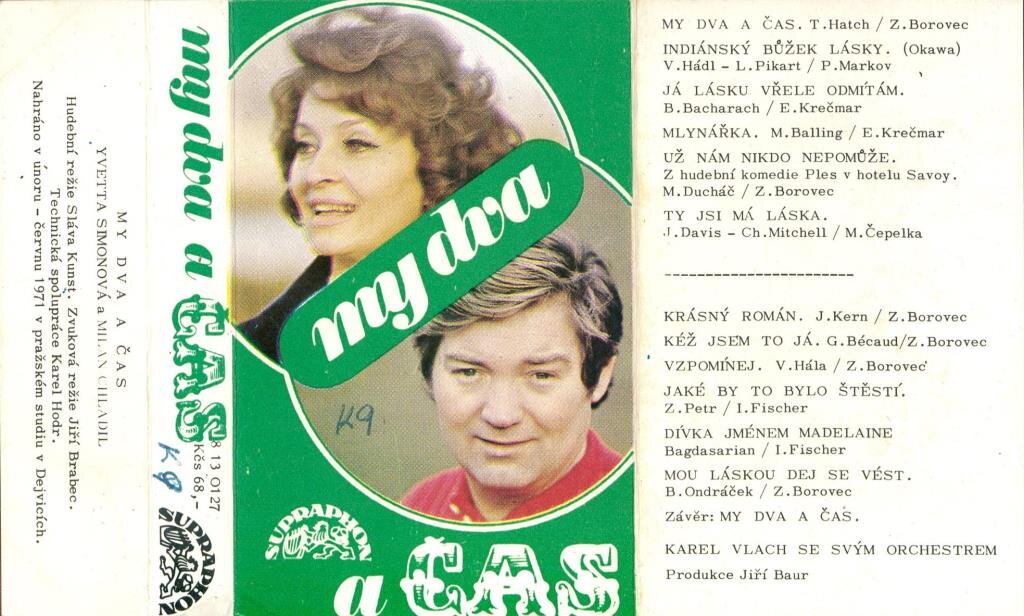 MY DVA A ČAS
YVETTA SIMONOVÁ a MILAN CHLADIL
Hudební režie Sláva Kunst. Zvuková režie Jiří Brabec.
Technická spolupráce Karel Hodr.
Nahráno v únoru - červnu 1971 v pražském studiu v Dejvicích.
my dva a ČAS
8 13 0127
Kčs 68,-
K9
SUPRAPHON
my dva
K9
SUPRAPHON
a ČAS
MY DVA A ČAS. T.Hatch / Z.Borovec
INDIÁNSKÝ BŮŽEK LÁSKY. (Okawa)
V.Hádl - L.Pikart / P.Markov
JÁ LÁSKU VŘELE ODMÍTÁM.
B.Bacharach / E.Krečmar
MLYNÁŘKA. M.Balling / E.Krečmar
UŽ NÁM NIKDO NEPOMŮŽE.
Z hudební komedie Ples v hotelu Savoy.
M.Ducháč / Z.Borovec
TY JSI MÁ LÁSKA.
J.Davis - Ch.Mitchell / M.Čepelka
-----------------------
KRÁSNÝ ROMÁN. J.Kern / Z.Borovec
KÉŽ JSEM TO JÁ. G.Bécaud/Z.Borovec
VZPOMÍNEJ. V.Hála / Z.Borovec
JAKÉ BY TO BYLO ŠTĚSTÍ.
Z.Petr / I.Fischer
DÍVKA JMÉNEM MADELAINE
Bagdasarian / I.Fischer
MOU LÁSKOU DEJ SE VÉST.
B.Ondráček / Z.Borovec
Závěr: MY DVA A ČAS.
KAREL VLACH SE SVÝM ORCHESTREM
Produkce Jiří Baur